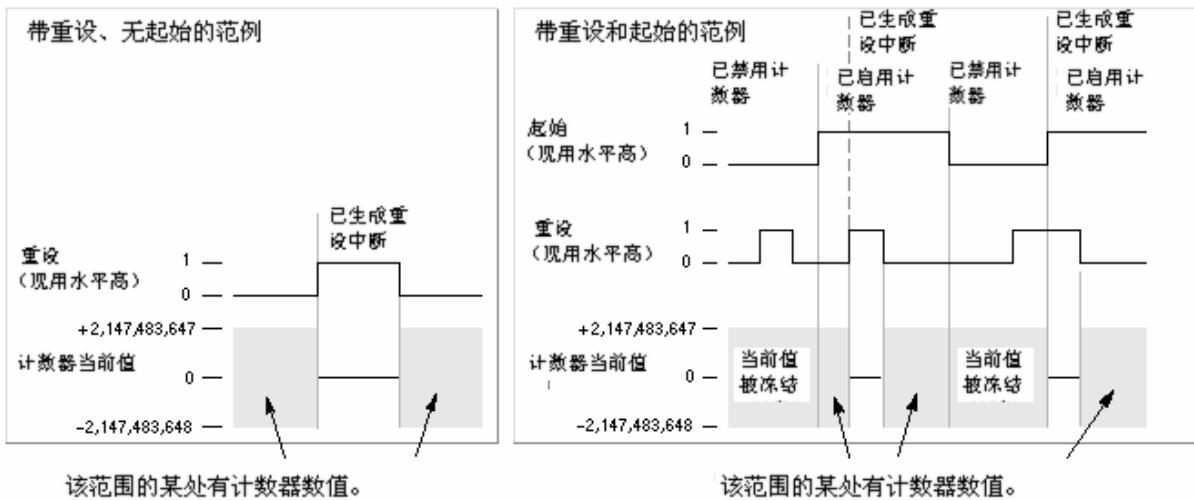 带重设、无起始的范例
已生成重
设中断
重设
（现用水平高）
1
0
+2,147,483,647
计数器当前值
0
-2,147,483,648
该范围的某处有计数器数值。
带重设和起始的范例
已生成重
设中断
已生成重
设中断
已禁用计
数器
已启用计
数器
已禁用计
数器
已启用计
数器
起始
（现用水平高）
1
0
重设
（现用水平高）
1
0
+2,147,483,647
计数器当前值
0
-2,147,483,648
当前值
被冻结
当前值
被冻结
该范围的某处有计数器数值。